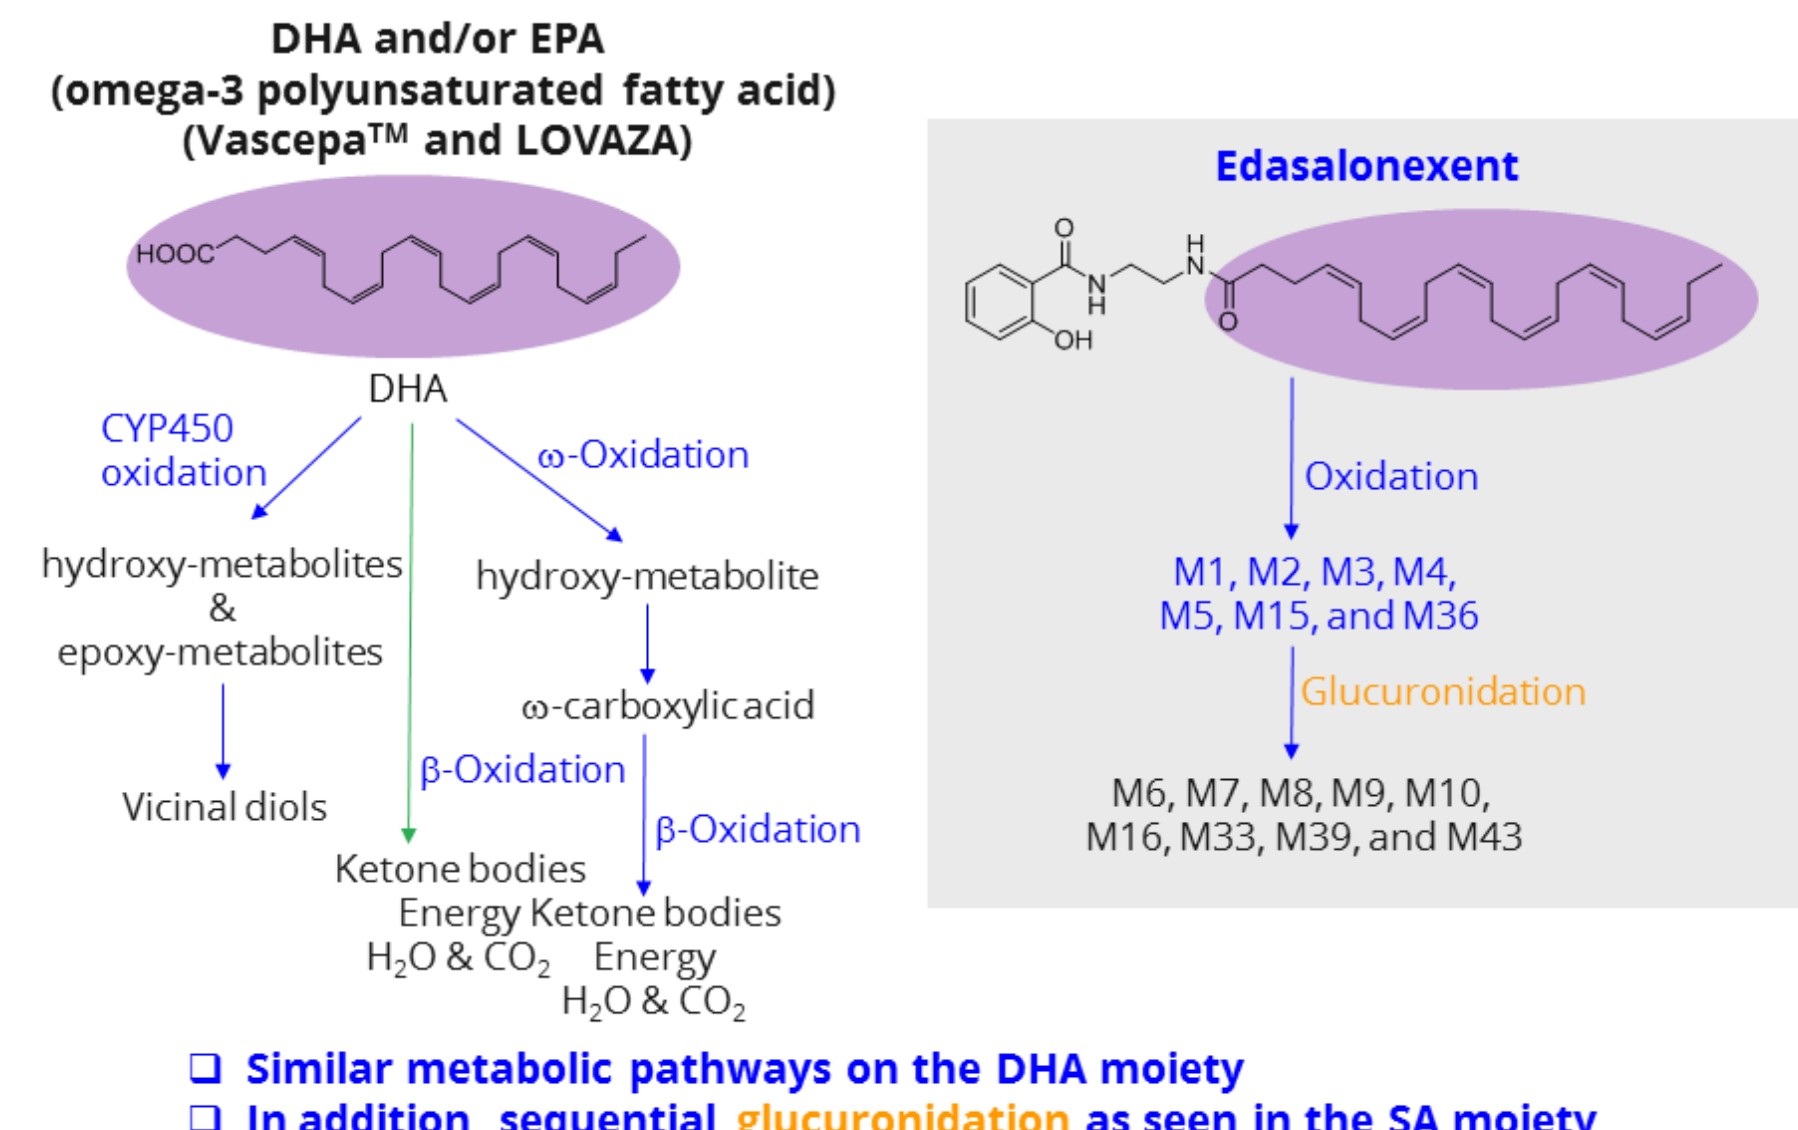 DHA and/or EPA
(omega-3 polyunsaturated fatty acid)
(Vascepa™ and LOVAZA)
HOOC
DHA
CYP450
oxidation
ω-Oxidation
hydroxy-metabolites
&
epoxy-metabolites
hydroxy-metabolite
ω-carboxylic acid
Vicinal diols
β-Oxidation
β-Oxidation
Ketone bodies
Energy
H₂O & CO₂
Ketone bodies
Energy
H₂O & CO₂
Edasalonexent
O
N
H
H
N
O
OH
Oxidation
M1, M2, M3, M4,
M5, M15, and M36
Glucuronidation
M6, M7, M8, M9, M10,
M16, M33, M39, and M43
❑ Similar metabolic pathways on the DHA moiety
❑ In addition sequential glucuronidation as seen in the SA moiety